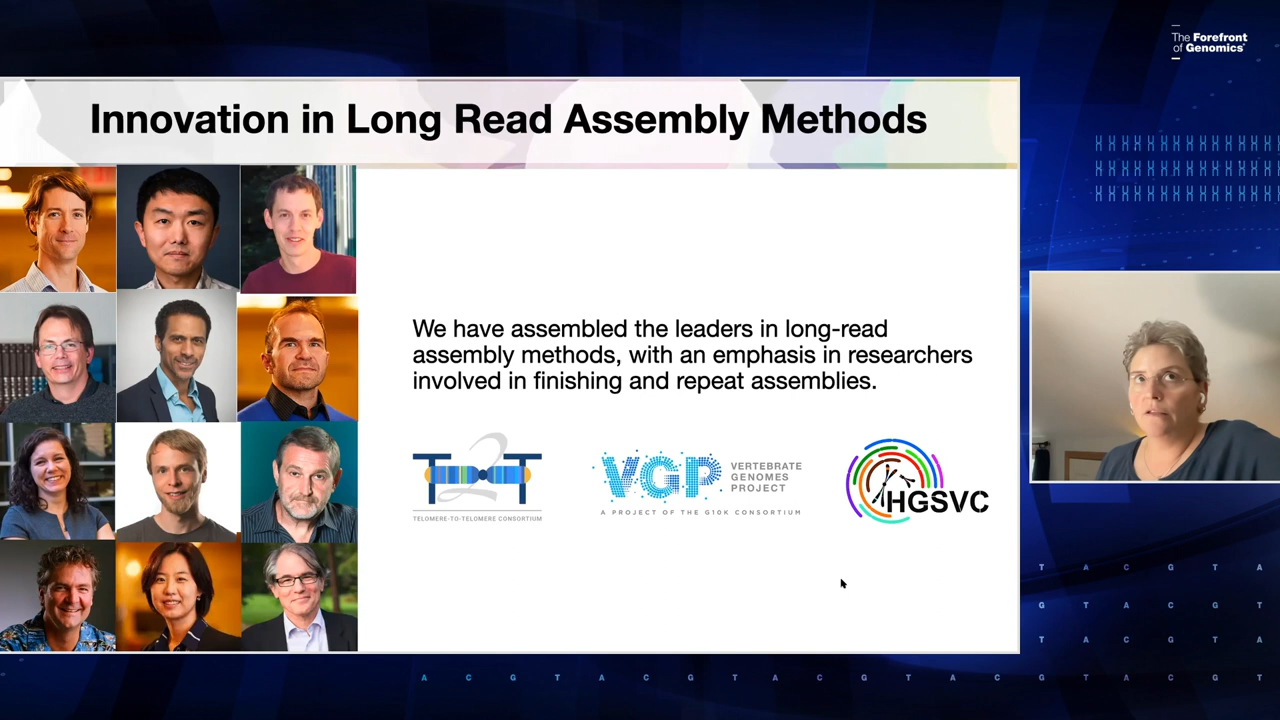 The Forefront
of Genomics®
Innovation in Long Read Assembly Methods
We have assembled the leaders in long-read
assembly methods, with an emphasis in researchers
involved in finishing and repeat assemblies.
T2T
TELOMERE-TO-TELOMERE CONSORTIUM
VGP VERTEBRATE
GENOMES
PROJECT
A PROJECT OF THE G10K CONSORTIUM
HGSVC
T A C G T A
G T A C G T
T A C G T A
A C G T A C G T A C G T A C G T A C G T